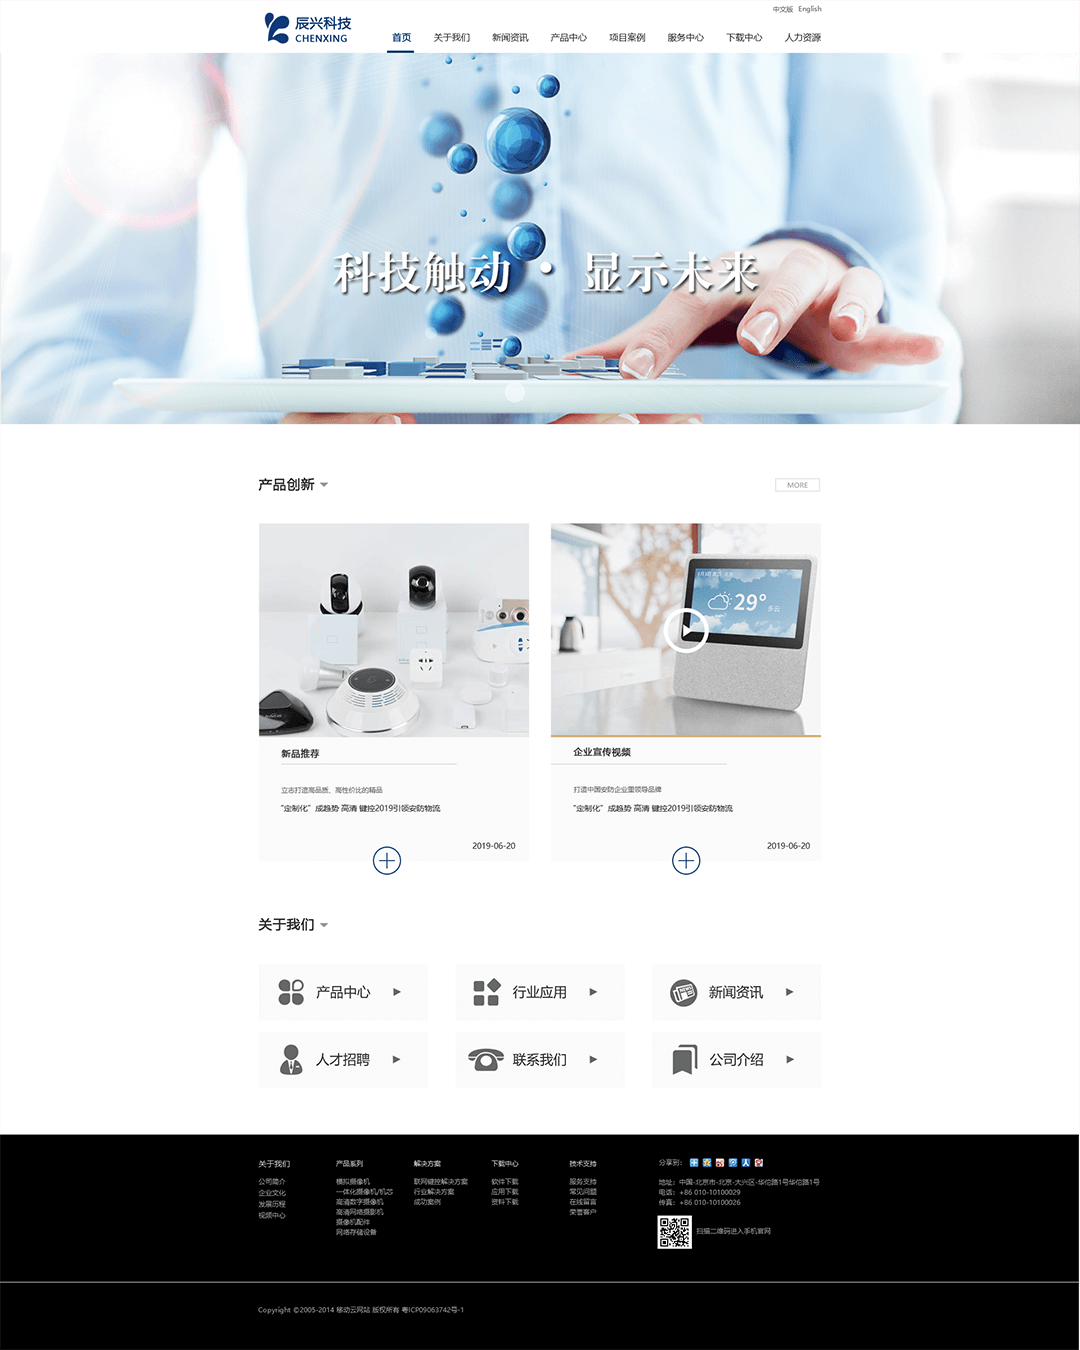 中文版 English
辰兴科技
CHENXING
首页 关于我们 新闻资讯 产品中心 项目案例 服务中心 下载中心 人力资源
科技触动 · 显示未来
产品创新
MORE
29°
多云
新品推荐
立志打造高品质、高性价比的精品
“定制化”成趋势 高清 键控2019引领安防物流
2019-06-20
企业宣传视频
打造中国安防企业里领导品牌
“定制化”成趋势 高清 键控2019引领安防物流
2019-06-20
关于我们
产品中心
行业应用
NEWS
新闻资讯
人才招聘
联系我们
公司介绍
关于我们
公司简介
企业文化
发展历程
视频中心
产品系列
模拟摄像机
一体化摄像机/机芯
高清数字摄像机
高清网络摄影机
摄像机配件
网络存储设备
解决方案
联网键控解决方案
行业解决方案
成功案例
下载中心
软件下载
应用下载
资料下载
技术支持
服务支持
常见问题
在线留言
荣誉客户
分享到:
地址: 中国-北京市-北京-大兴区-华佗路1号华佗路1号
电话: +86 010-10100029
传真: +86 010-10100026
扫描二维码进入手机官网
Copyright ©2005-2014 移动云网站 版权所有 粤ICP09063742号-1